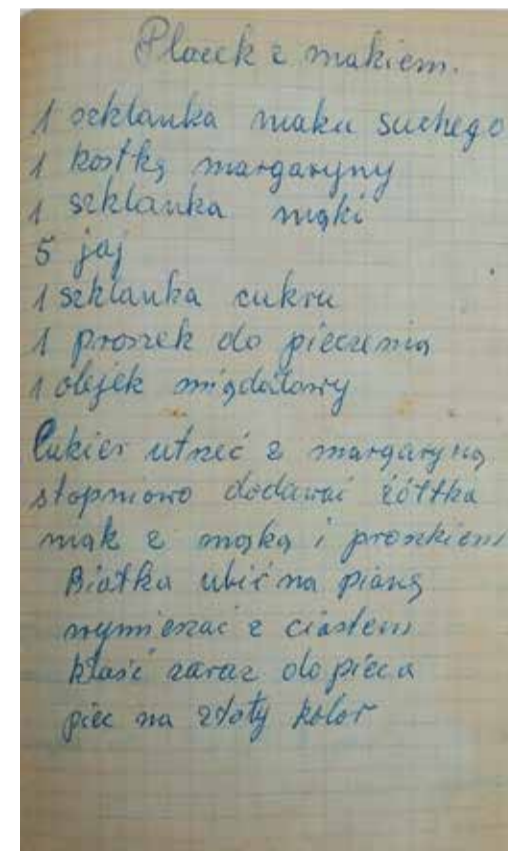 Placek z makiem.
1 szklanka maku suchego
1 kostkę margaryny
1 szklanka mąki
5 jaj
1 szklanka cukru
1 proszek do pieczenia
1 olejek migdałowy
Cukier utrzeć z margaryną
stopniowo dodawać żółtka
mąk z mąką i proszkiem
Białka ubić na pianę
wymieszać z ciastem
kłaść zaraz do pieca
piec na złoty kolor